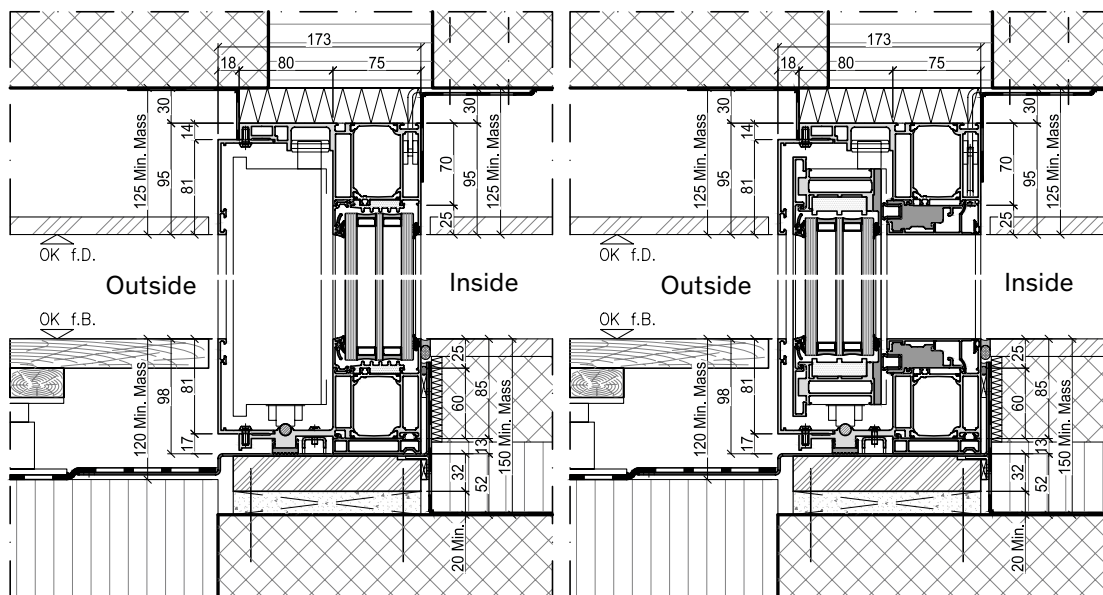 173
18
80
75
125 Min. Mass
30
14
95
81
70
25
30
95
125 Min. Mass
OK f.D.
Outside
Inside
OK f.B.
120 Min. Mass
98
81
17
25
60
13
32
85
52
150 Min. Mass
20 Min.
173
18
80
75
125 Min. Mass
30
14
95
81
70
25
30
95
125 Min. Mass
OK f.D.
Outside
Inside
OK f.B.
120 Min. Mass
98
81
17
25
60
13
32
85
52
150 Min. Mass
20 Min.